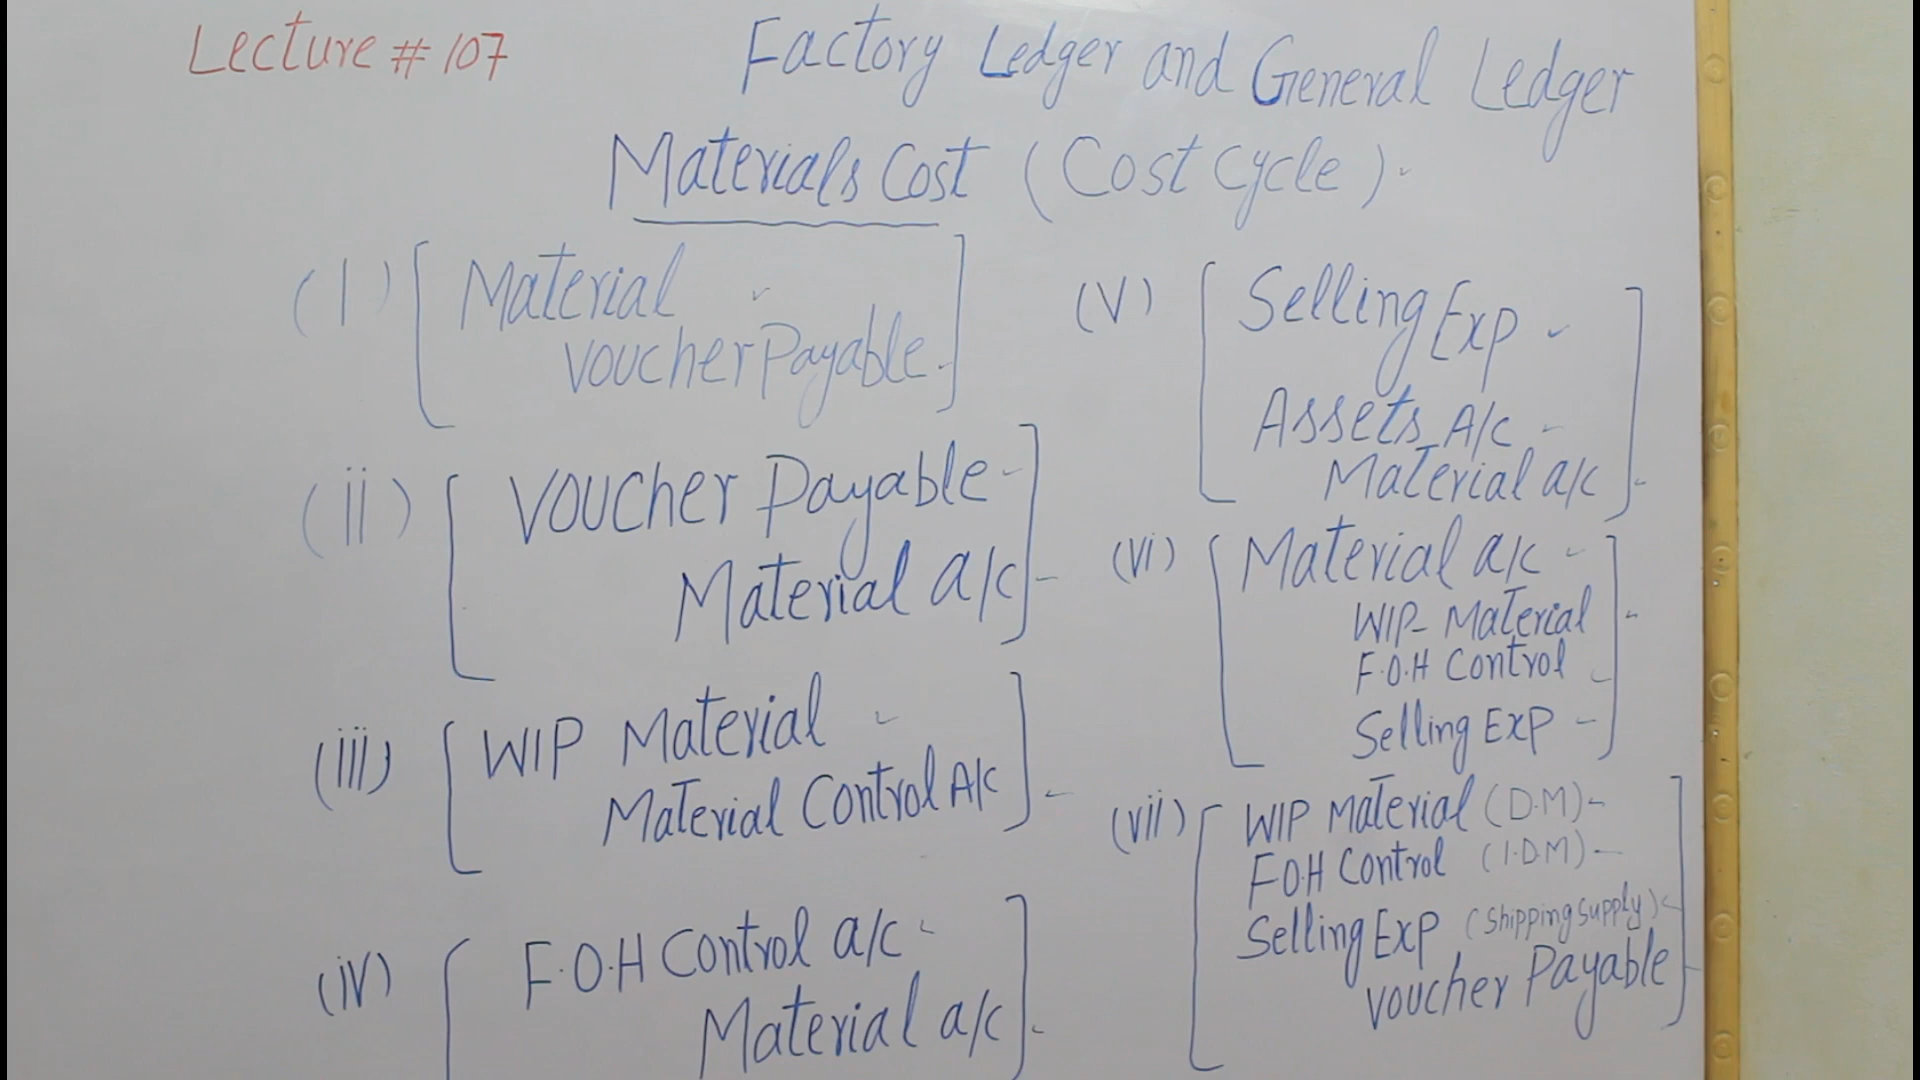 Lecture # 107
Factory Ledger and General Ledger
Materials Cost (Cost Cycle)
(I) Material
Voucher Payable
(ii) Voucher Payable
Material a/c
(iii) WIP Material
Material Control A/c
(iv) F.O.H Control a/c
Material a/c
(V) Selling Exp
Assets A/c
Material a/c
(vi) Material a/c
WIP- Material
F.O.H Control
Selling Exp
(vii) WIP Material (D.M)
F.O.H Control (I.D.M)
Selling Exp (Shipping Supply)
Voucher Payable